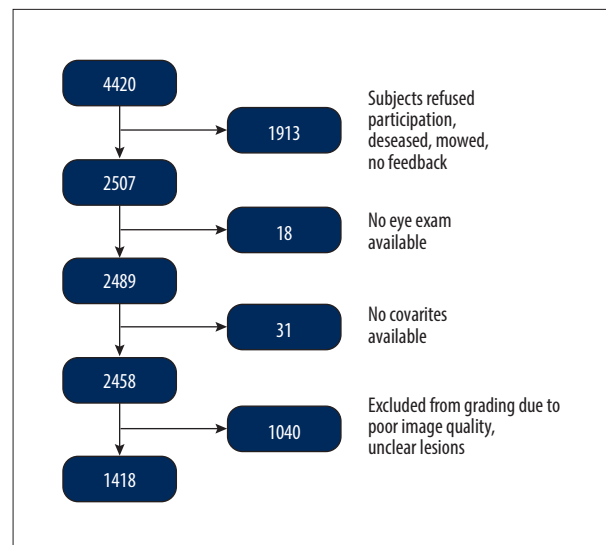 4420
1913
Subjects refused
participation,
deseased, mowed,
no feedback
2507
18
No eye exam
available
2489
31
No covarites
available
2458
1040
Excluded from grading due to
poor image quality,
unclear lesions
1418